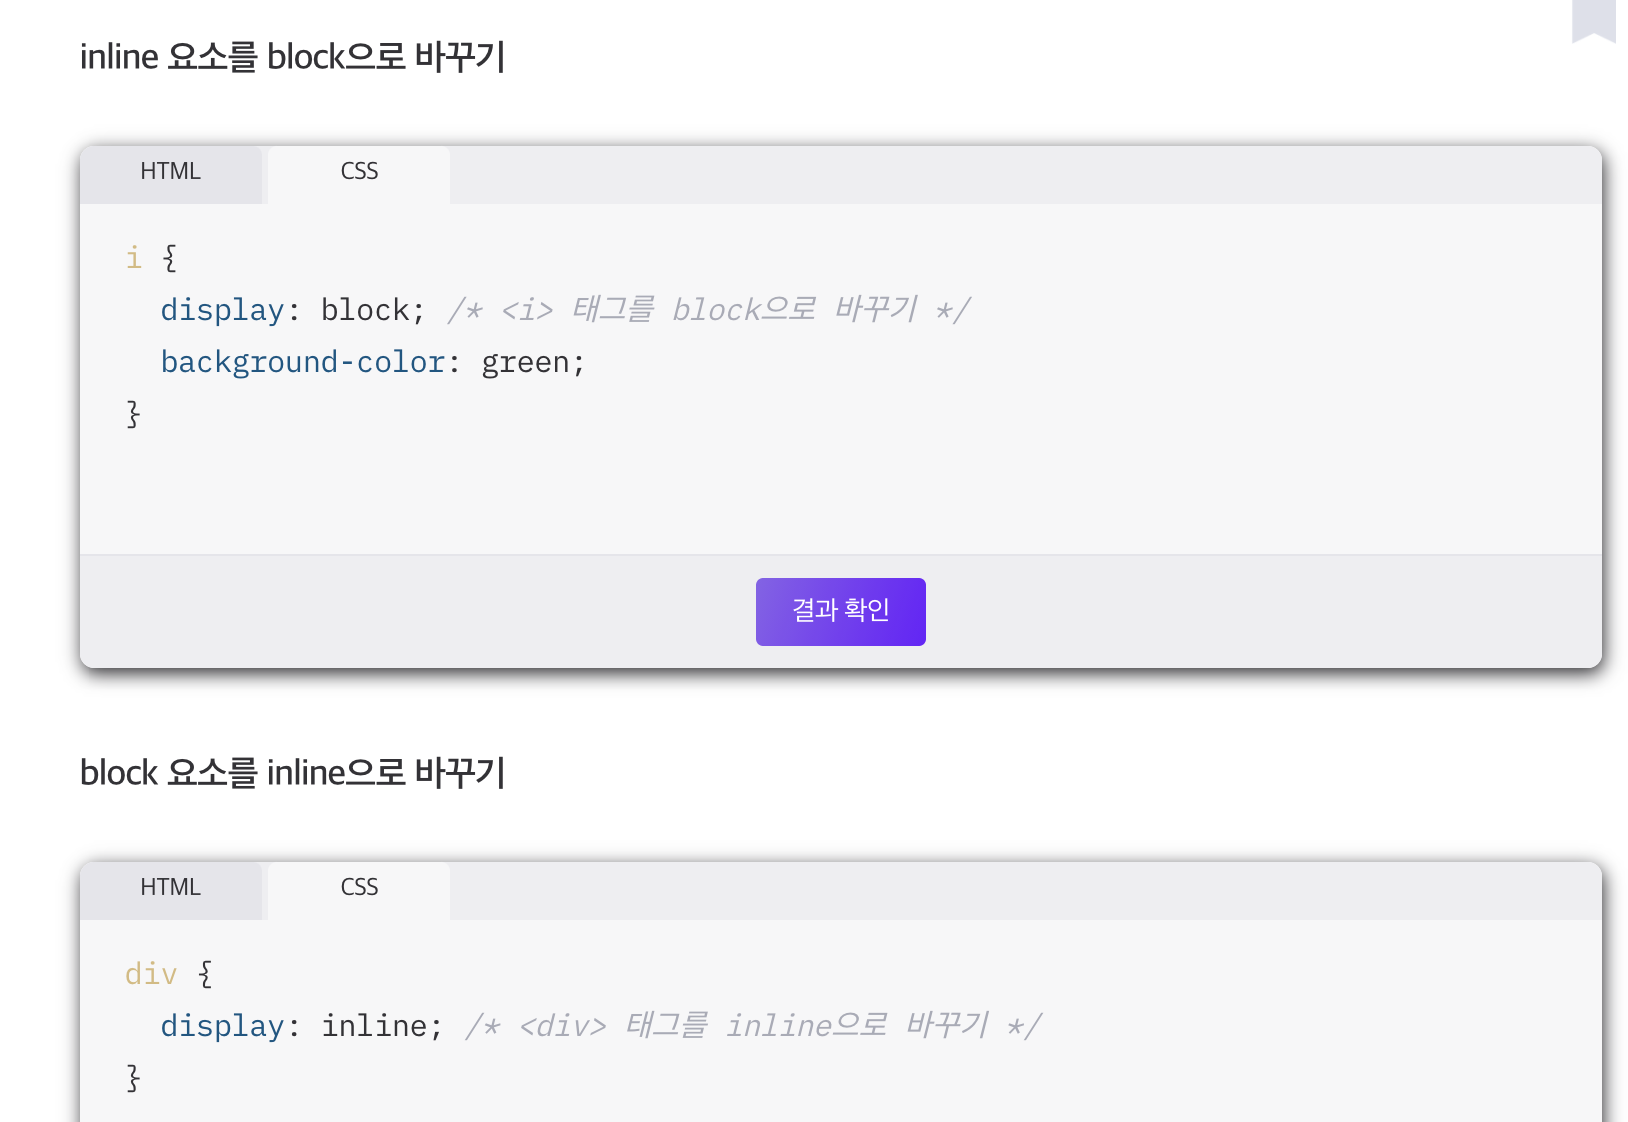 inline 요소를 block으로 바꾸기
HTML CSS
i {
  display: block; /* <i> 태그를 block으로 바꾸기 */
  background-color: green;
}
결과 확인
block 요소를 inline으로 바꾸기
HTML CSS
div {
  display: inline; /* <div> 태그를 inline으로 바꾸기 */
}